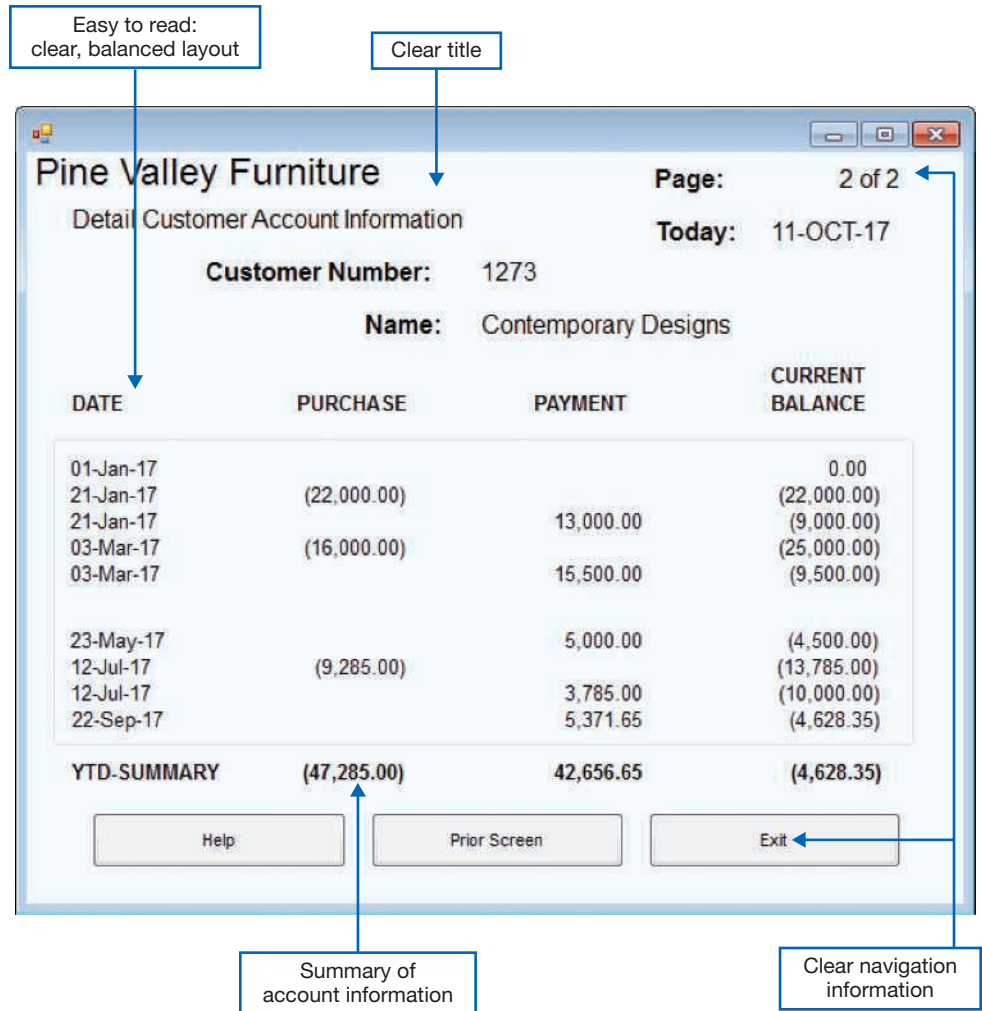 Easy to read:
clear, balanced layout
Clear title
Pine Valley Furniture
Page: 2 of 2
Detail Customer Account Information
Today: 11-OCT-17
Customer Number: 1273
Name: Contemporary Designs
DATE PURCHASE PAYMENT CURRENT BALANCE
01-Jan-17 0.00
21-Jan-17 (22,000.00) (22,000.00)
21-Jan-17 13,000.00 (9,000.00)
03-Mar-17 (16,000.00) (25,000.00)
03-Mar-17 15,500.00 (9,500.00)
23-May-17 5,000.00 (4,500.00)
12-Jul-17 (9,285.00) (13,785.00)
12-Jul-17 3,785.00 (10,000.00)
22-Sep-17 5,371.65 (4,628.35)
YTD-SUMMARY (47,285.00) 42,656.65 (4,628.35)
Help Prior Screen Exit
Summary of
account information
Clear navigation
information